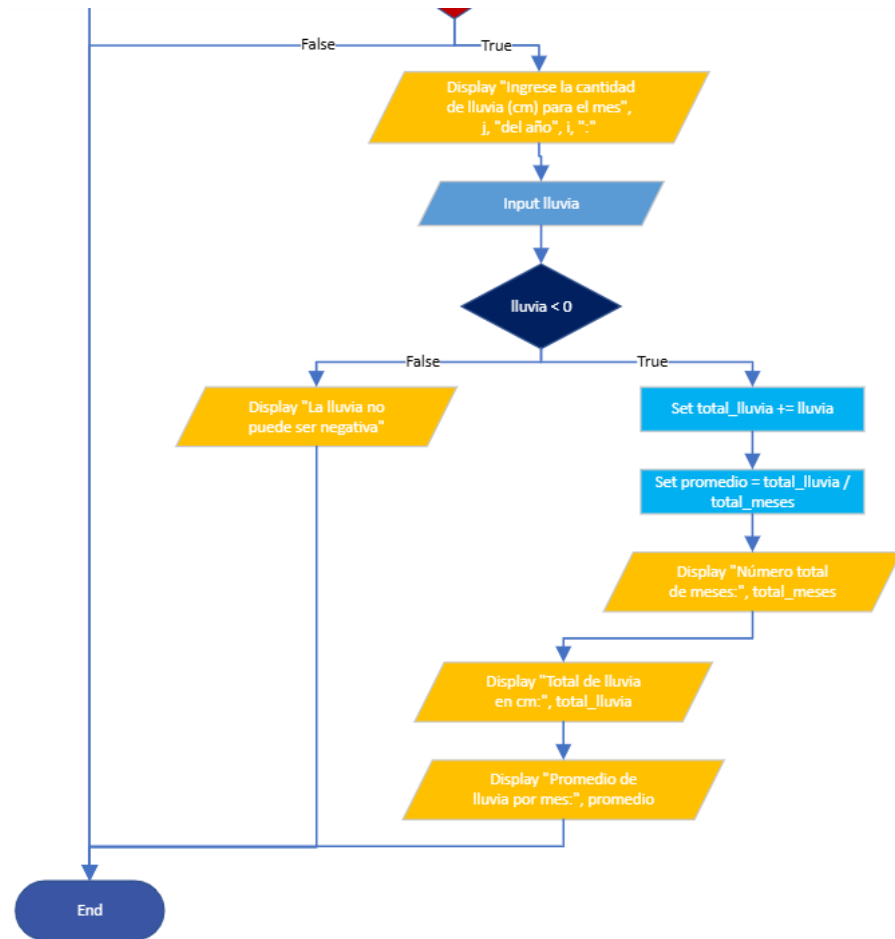 False
True
Display "Ingrese la cantidad
de lluvia (cm) para el mes",
j, "del año", i, ":"
Input lluvia
lluvia < 0
False
True
Display "La lluvia no
puede ser negativa"
Set total_lluvia += lluvia
Set promedio = total_lluvia /
total_meses
Display "Número total
de meses:", total_meses
Display "Total de lluvia
en cm:", total_lluvia
Display "Promedio de
lluvia por mes:", promedio
End